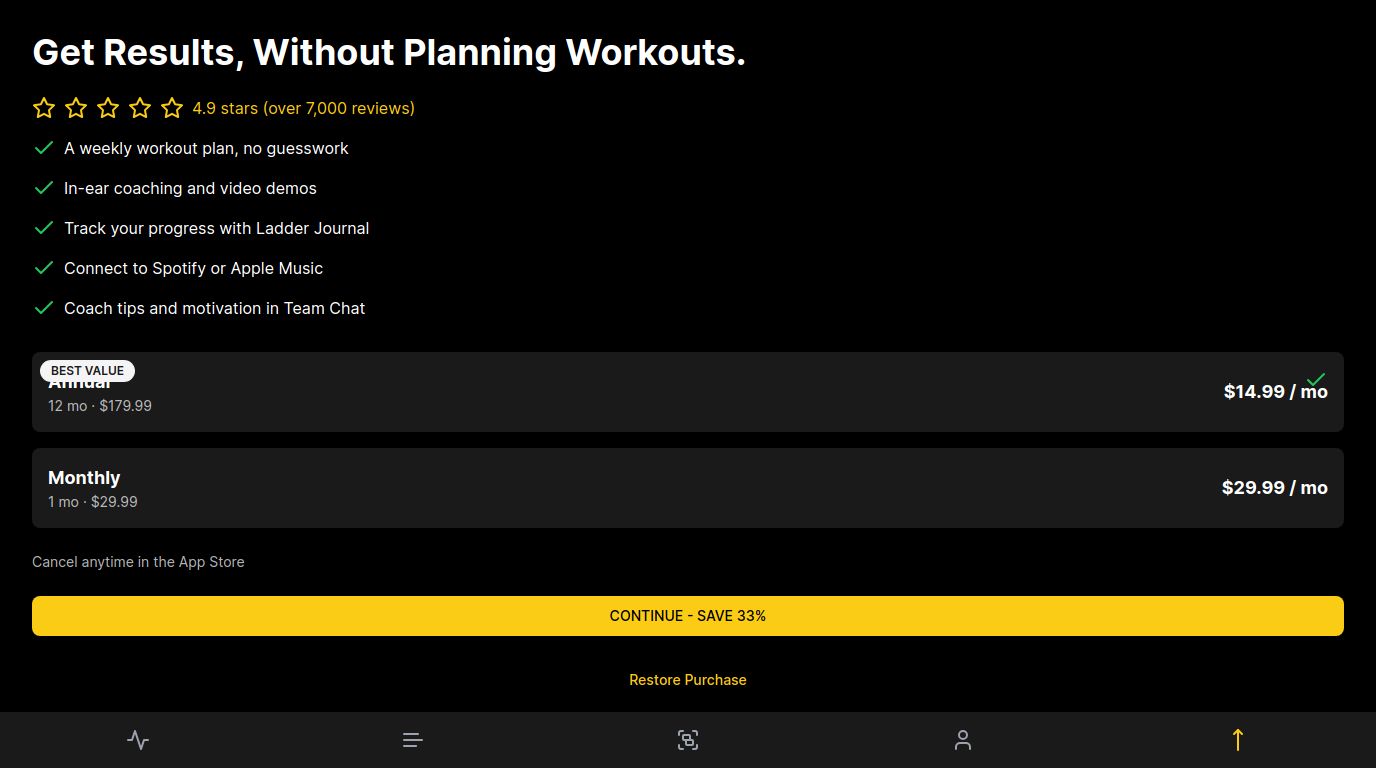 Get Results, Without Planning Workouts.
4.9 stars (over 7,000 reviews)
A weekly workout plan, no guesswork
In-ear coaching and video demos
Track your progress with Ladder Journal
Connect to Spotify or Apple Music
Coach tips and motivation in Team Chat
BEST VALUE
Annual
12 mo · $179.99
$14.99 / mo
Monthly
1 mo · $29.99
$29.99 / mo
Cancel anytime in the App Store
CONTINUE - SAVE 33%
Restore Purchase